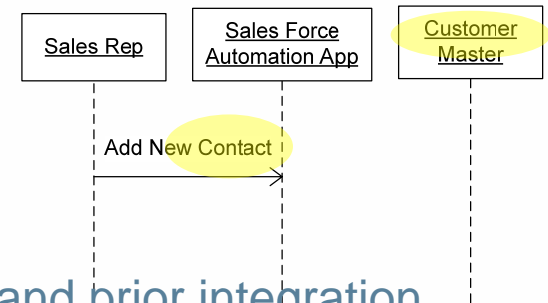 Sales Rep
Sales Force
Automation App
Customer
Master
Add New Contact
and prior integration